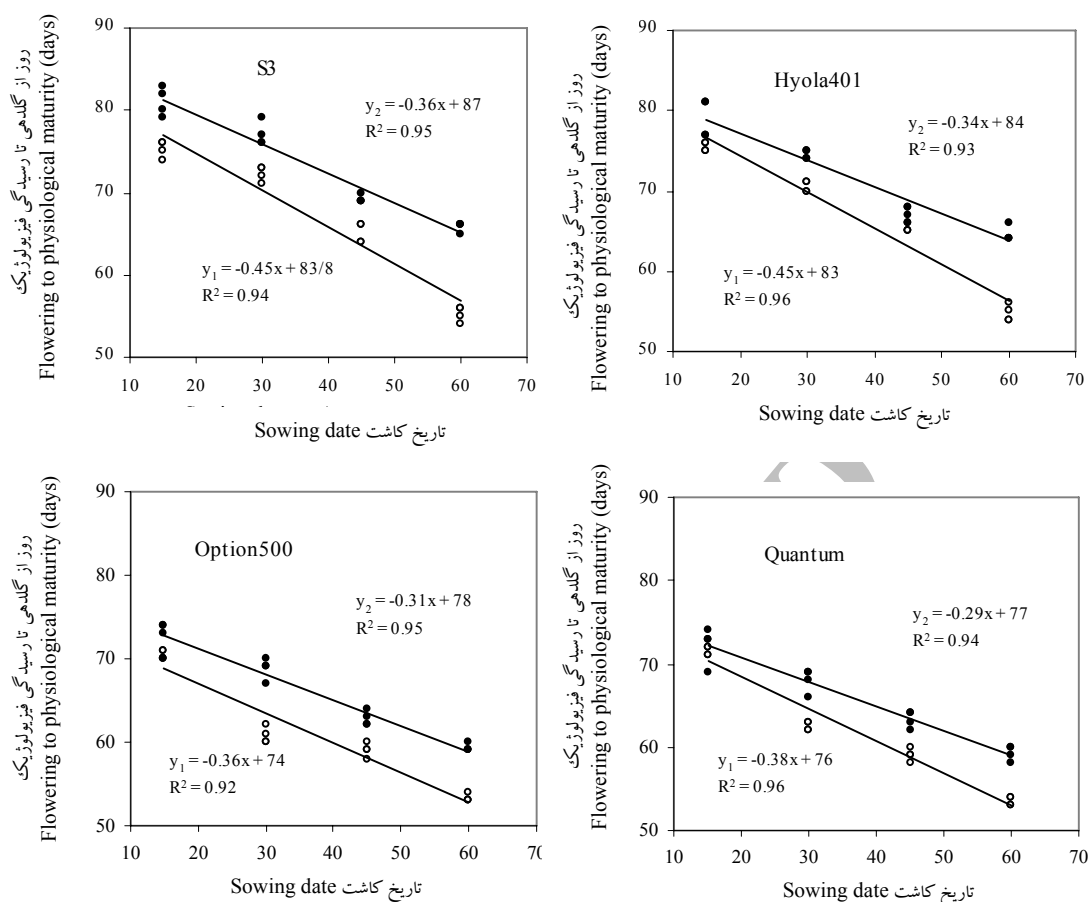 روز از گلدهی تا رسیدگی فیزیولوژیک
Flowering to physiological maturity (days)
90
80
70
60
50
S3
y2 = -0.36x + 87
R2 = 0.95
y1 = -0.45x + 83/8
R2 = 0.94
10 20 30 40 50 60 70
Sowing date تاریخ کاشت
روز از گلدهی تا رسیدگی فیزیولوژیک
Flowering to physiological maturity (days)
90
80
70
60
50
Hyola401
y2 = -0.34x + 84
R2 = 0.93
y1 = -0.45x + 83
R2 = 0.96
10 20 30 40 50 60 70
Sowing date تاریخ کاشت
روز از گلدهی تا رسیدگی فیزیولوژیک
Flowering to physiological maturity (days)
90
80
70
60
50
Option500
y2 = -0.31x + 78
R2 = 0.95
y1 = -0.36x + 74
R2 = 0.92
10 20 30 40 50 60 70
Sowing date تاریخ کاشت
روز از گلدهی تا رسیدگی فیزیولوژیک
Flowering to physiological maturity (days)
90
80
70
60
50
Quantum
y2 = -0.29x + 77
R2 = 0.94
y1 = -0.38x + 76
R2 = 0.96
10 20 30 40 50 60 70
Sowing date تاریخ کاشت